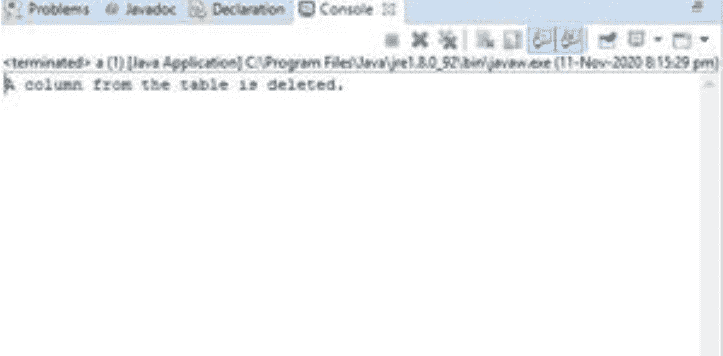 Problems @ Javadoc Declaration Console
<terminated> a (1) [Java Application] C:\Program Files\Java\jre1.8.0_92\bin\javaw.exe (11-Nov-2020 8:15:29 pm)
A column from the table is deleted.